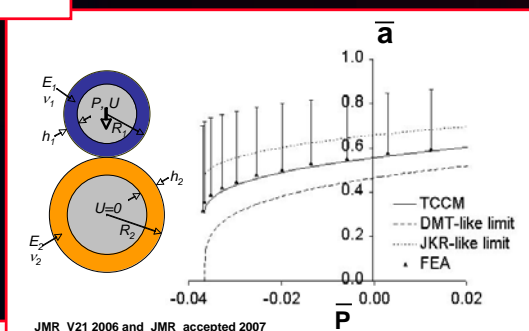 E1
ν1
P, U
R1
h1
h2
U=0
R2
E2
ν2
a
1.0
0.8
0.6
0.4
0.2
0.0
-0.04
-0.02
0.00
0.02
P
TCCM
DMT-like limit
JKR-like limit
FEA
JMR V21 2006 and JMR accepted 2007